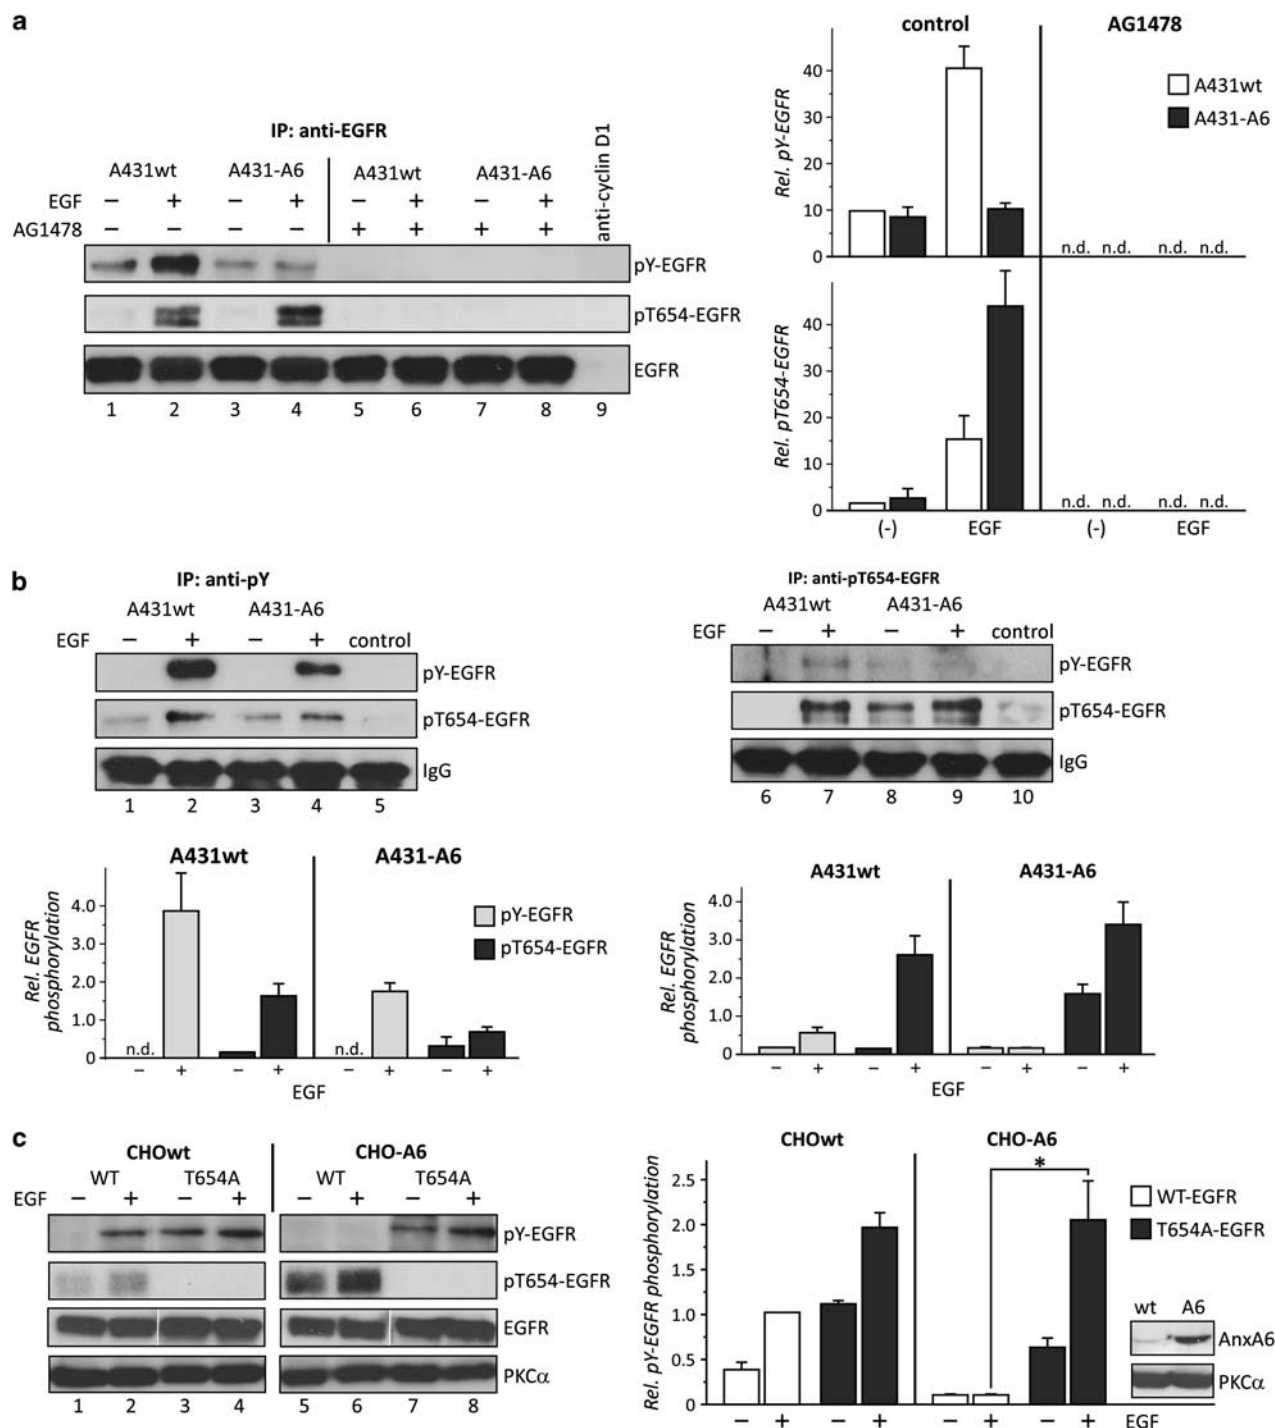 a
IP: anti-EGFR
A431wt A431-A6 A431wt A431-A6
EGF – + – + – + – +
AG1478 – – – – + + + +
anti-cyclin D1
pY-EGFR
pT654-EGFR
EGFR
1 2 3 4 5 6 7 8 9
control AG1478
A431wt
A431-A6
Rel. pY-EGFR
40
30
20
10
0
n.d. n.d. n.d. n.d.
Rel. pT654-EGFR
40
30
20
10
0
n.d. n.d. n.d. n.d.
(-) EGF (-) EGF
b
IP: anti-pY
A431wt A431-A6
EGF – + – + control
pY-EGFR
pT654-EGFR
IgG
1 2 3 4 5
IP: anti-pT654-EGFR
A431wt A431-A6
EGF – + – + control
pY-EGFR
pT654-EGFR
IgG
6 7 8 9 10
A431wt A431-A6
Rel. EGFR
phosphorylation
4.0
3.0
2.0
1.0
0
n.d. n.d.
pY-EGFR
pT654-EGFR
– + – + – + – +
EGF
A431wt A431-A6
Rel. EGFR
phosphorylation
4.0
3.0
2.0
1.0
0
– + – + – + – +
EGF
c
CHOwt CHO-A6
WT T654A WT T654A
EGF – + – + – + – +
pY-EGFR
pT654-EGFR
EGFR
PKCα
1 2 3 4 5 6 7 8
CHOwt CHO-A6
Rel. pY-EGFR phosphorylation
2.5
2.0
1.5
1.0
0.5
0
*
WT-EGFR
T654A-EGFR
wt A6
AnxA6
PKCα
– + – + – + – + EGF